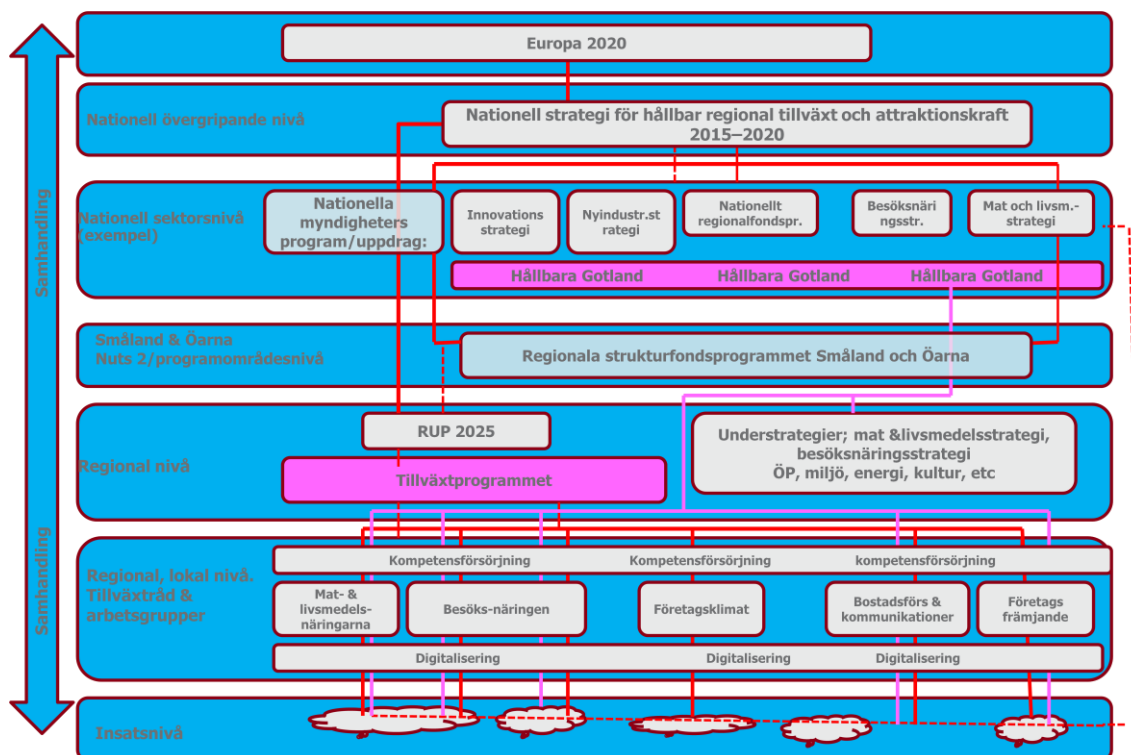 Europa 2020
Nationell övergripande nivå
Nationell strategi för hållbar regional tillväxt och attraktionskraft
2015–2020
Samhandling
Nationell sektorsnivå
(exempel)
Nationella
myndigheters
program/uppdrag:
Innovations
strategi
Nyindustr.st
rategi
Nationellt
regionalfondspr.
Besöksnäri
ngsstr.
Mat och livsm.-
strategi
Hållbara Gotland
Hållbara Gotland
Hållbara Gotland
Småland & Öarna
Nuts 2/programområdesnivå
Regionala strukturfondsprogrammet Småland och Öarna
Regional nivå
RUP 2025
Tillväxtprogrammet
Understrategier; mat &livsmedelsstrategi,
besöksnäringsstrategi
ÖP, miljö, energi, kultur, etc
Samhandling
Regional, lokal nivå.
Tillväxtråd &
arbetsgrupper
Kompetensförsörjning
Kompetensförsörjning
kompetensförsörjning
Mat- &
livsmedels-
näringarna
Besöks-näringen
Företagsklimat
Bostadsförs &
kommunikationer
Företags
främjande
Digitalisering
Digitalisering
Digitalisering
Insatsnivå